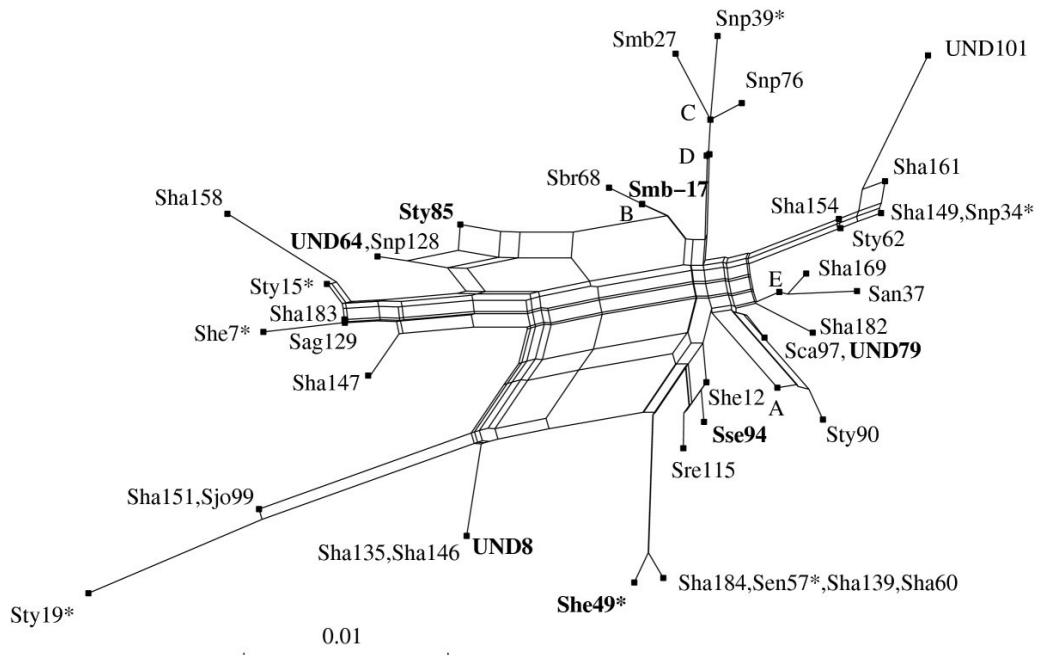 Snp39*
Smb27
UND101
Snp76
C
D
Sha161
Sbr68
Smb-17
Sha158
Sty85
B
Sha154
Sha149,Snp34*
UND64,Snp128
Sty62
Sha169
Sty15*
E
San37
Sha183
She7*
Sag129
Sha182
Sca97, UND79
Sha147
She12
A
Sse94
Sty90
Sre115
Sha151,Sjo99
Sha135,Sha146
UND8
Sha184,Sen57*,Sha139,Sha60
She49*
Sty19*
0.01